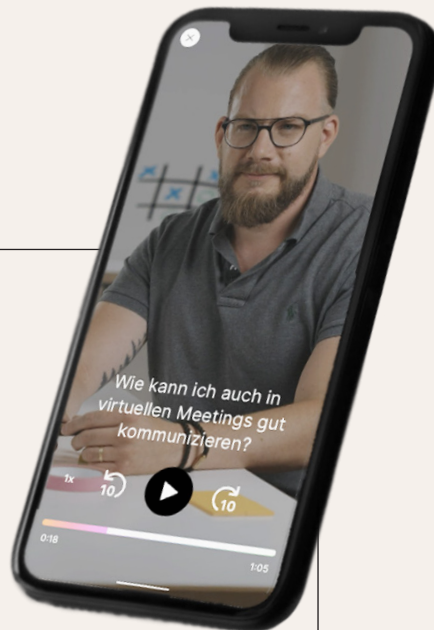 Wie kann ich auch in
virtuellen Meetings gut
kommunizieren?
1x
10
10
0:18
1:05